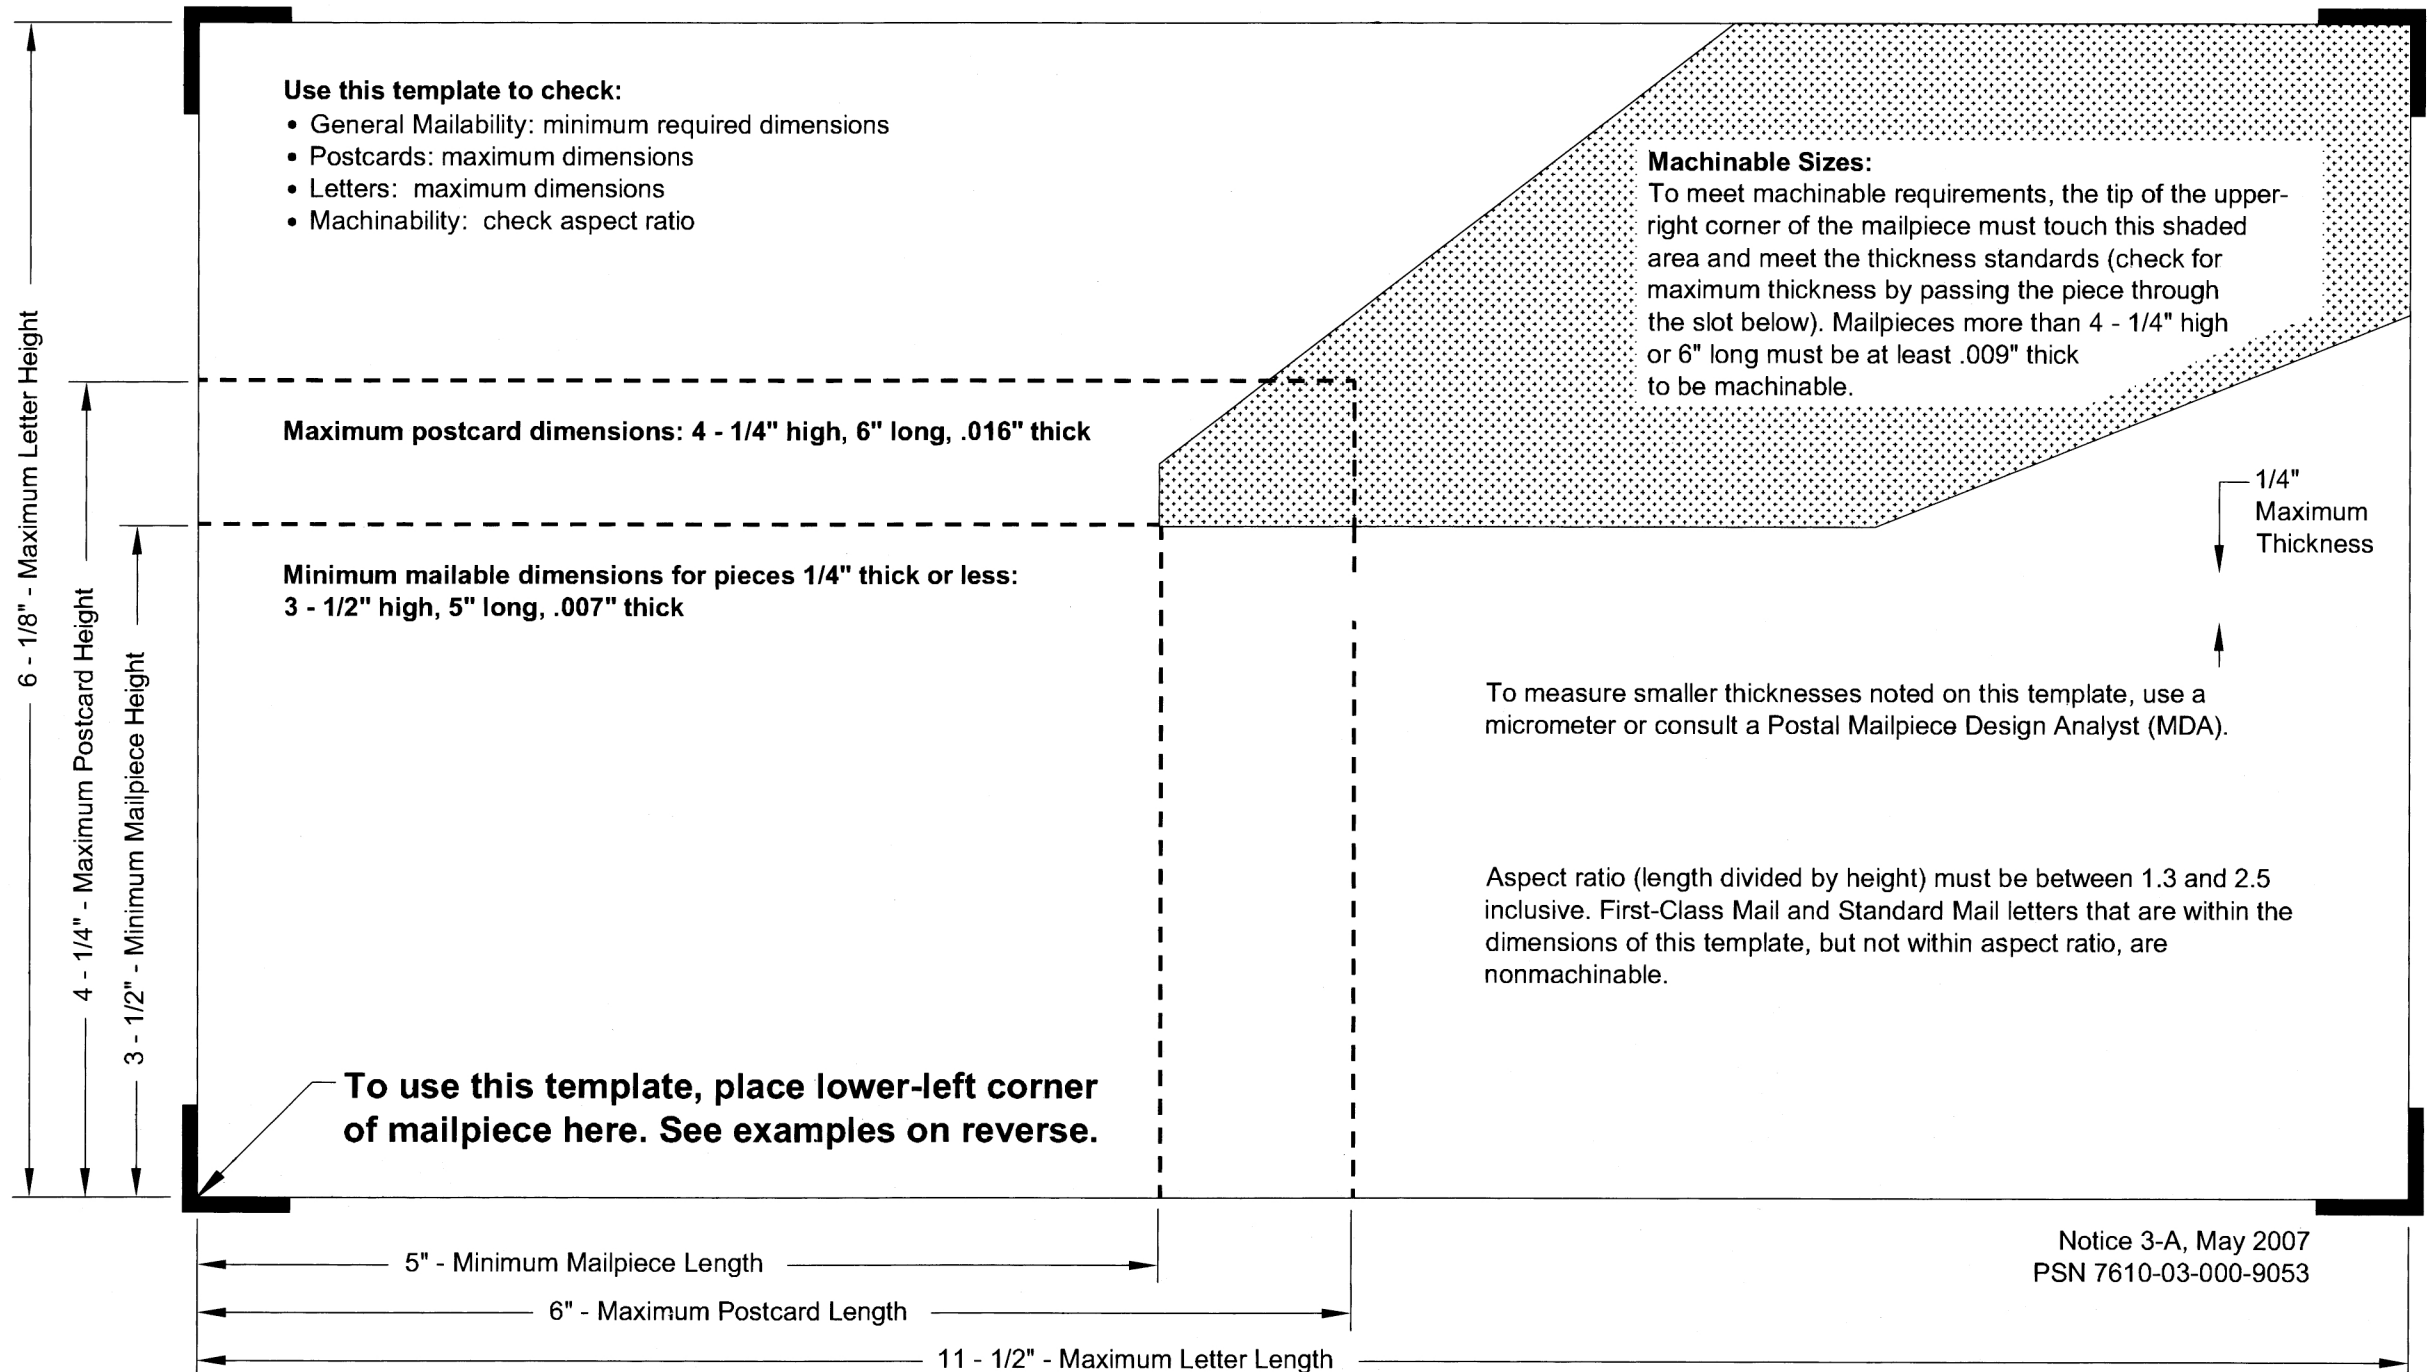 Use this template to check:
• General Mailability: minimum required dimensions
• Postcards: maximum dimensions
• Letters: maximum dimensions
• Machinability: check aspect ratio
Machinable Sizes:
To meet machinable requirements, the tip of the upper-
right corner of the mailpiece must touch this shaded
area and meet the thickness standards (check for
maximum thickness by passing the piece through
the slot below). Mailpieces more than 4 - 1/4" high
or 6" long must be at least .009" thick
to be machinable.
6 - 1/8" - Maximum Letter Height
4 - 1/4" - Maximum Postcard Height
3 - 1/2" - Minimum Mailpiece Height
Maximum postcard dimensions: 4 - 1/4" high, 6" long, .016" thick
1/4"
Maximum
Thickness
Minimum mailable dimensions for pieces 1/4" thick or less:
3 - 1/2" high, 5" long, .007" thick
To measure smaller thicknesses noted on this template, use a
micrometer or consult a Postal Mailpiece Design Analyst (MDA).
Aspect ratio (length divided by height) must be between 1.3 and 2.5
inclusive. First-Class Mail and Standard Mail letters that are within the
dimensions of this template, but not within aspect ratio, are
nonmachinable.
To use this template, place lower-left corner
of mailpiece here. See examples on reverse.
Notice 3-A, May 2007
PSN 7610-03-000-9053
5" - Minimum Mailpiece Length
6" - Maximum Postcard Length
11 - 1/2" - Maximum Letter Length